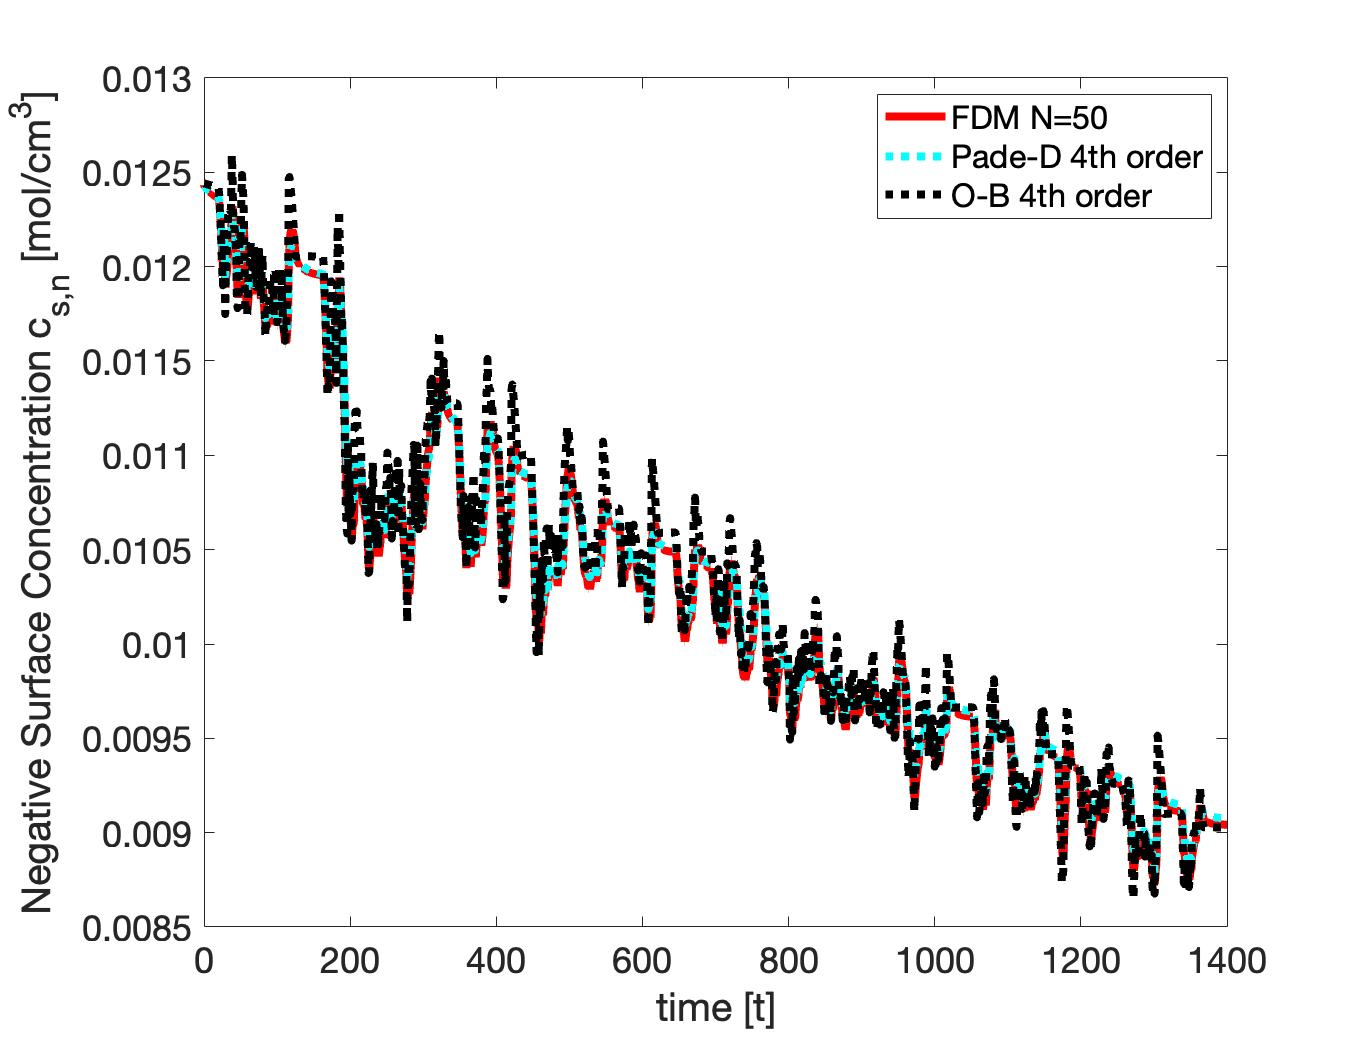 0.013
0.0125
0.012
0.0115
0.011
0.0105
0.01
0.0095
0.009
0.0085
Negative Surface Concentration c_{s,n} [mol/cm^3]
FDM N=50
Pade-D 4th order
O-B 4th order
0 200 400 600 800 1000 1200 1400
time [t]